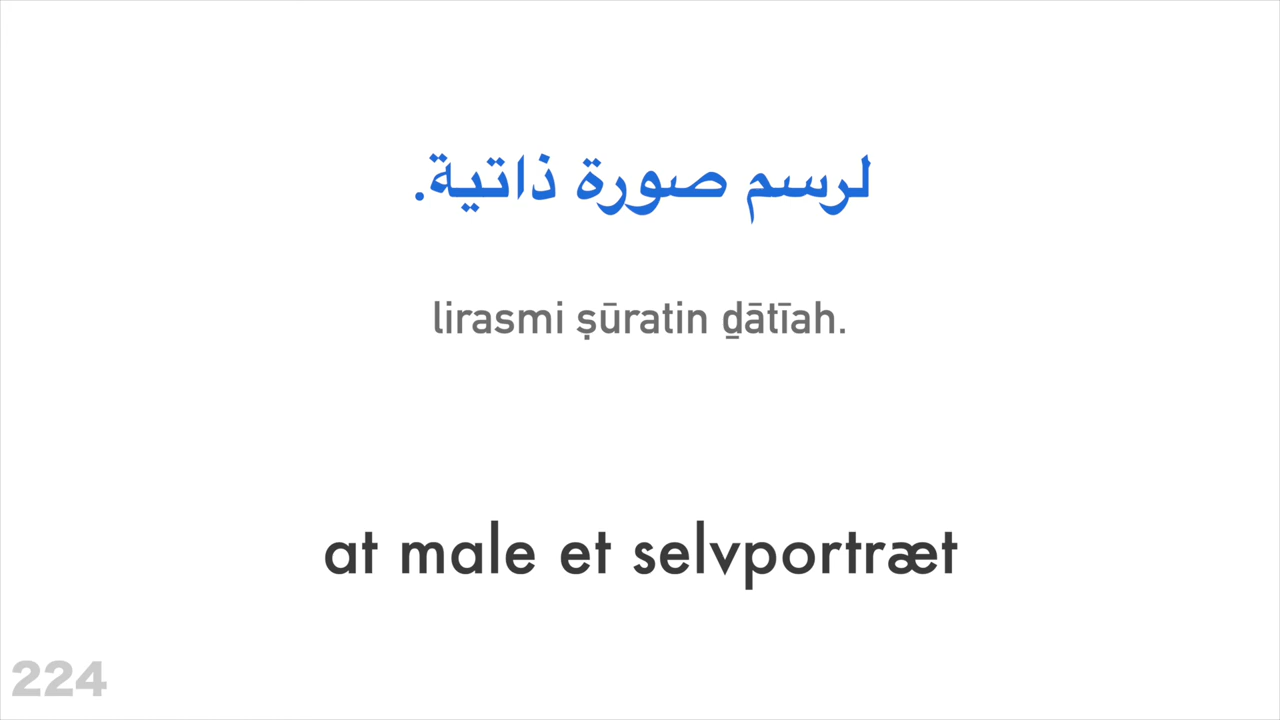 لرسم صورة ذاتية.
lirasmi ṣūratin ḏātīah.
at male et selvportræt
224